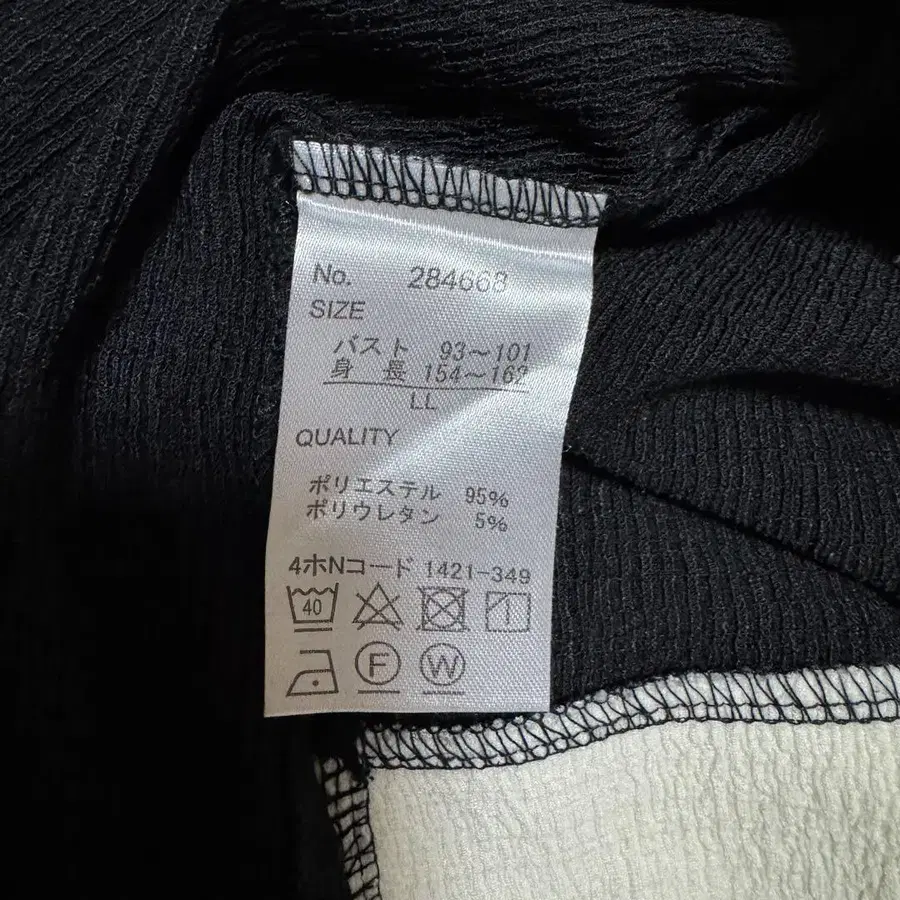 No. 284668
SIZE
バスト 93～101
身長 154～162
LL
QUALITY
ポリエステル 95%
ポリウレタン 5%
4ホNコード 1421-349
40
F W